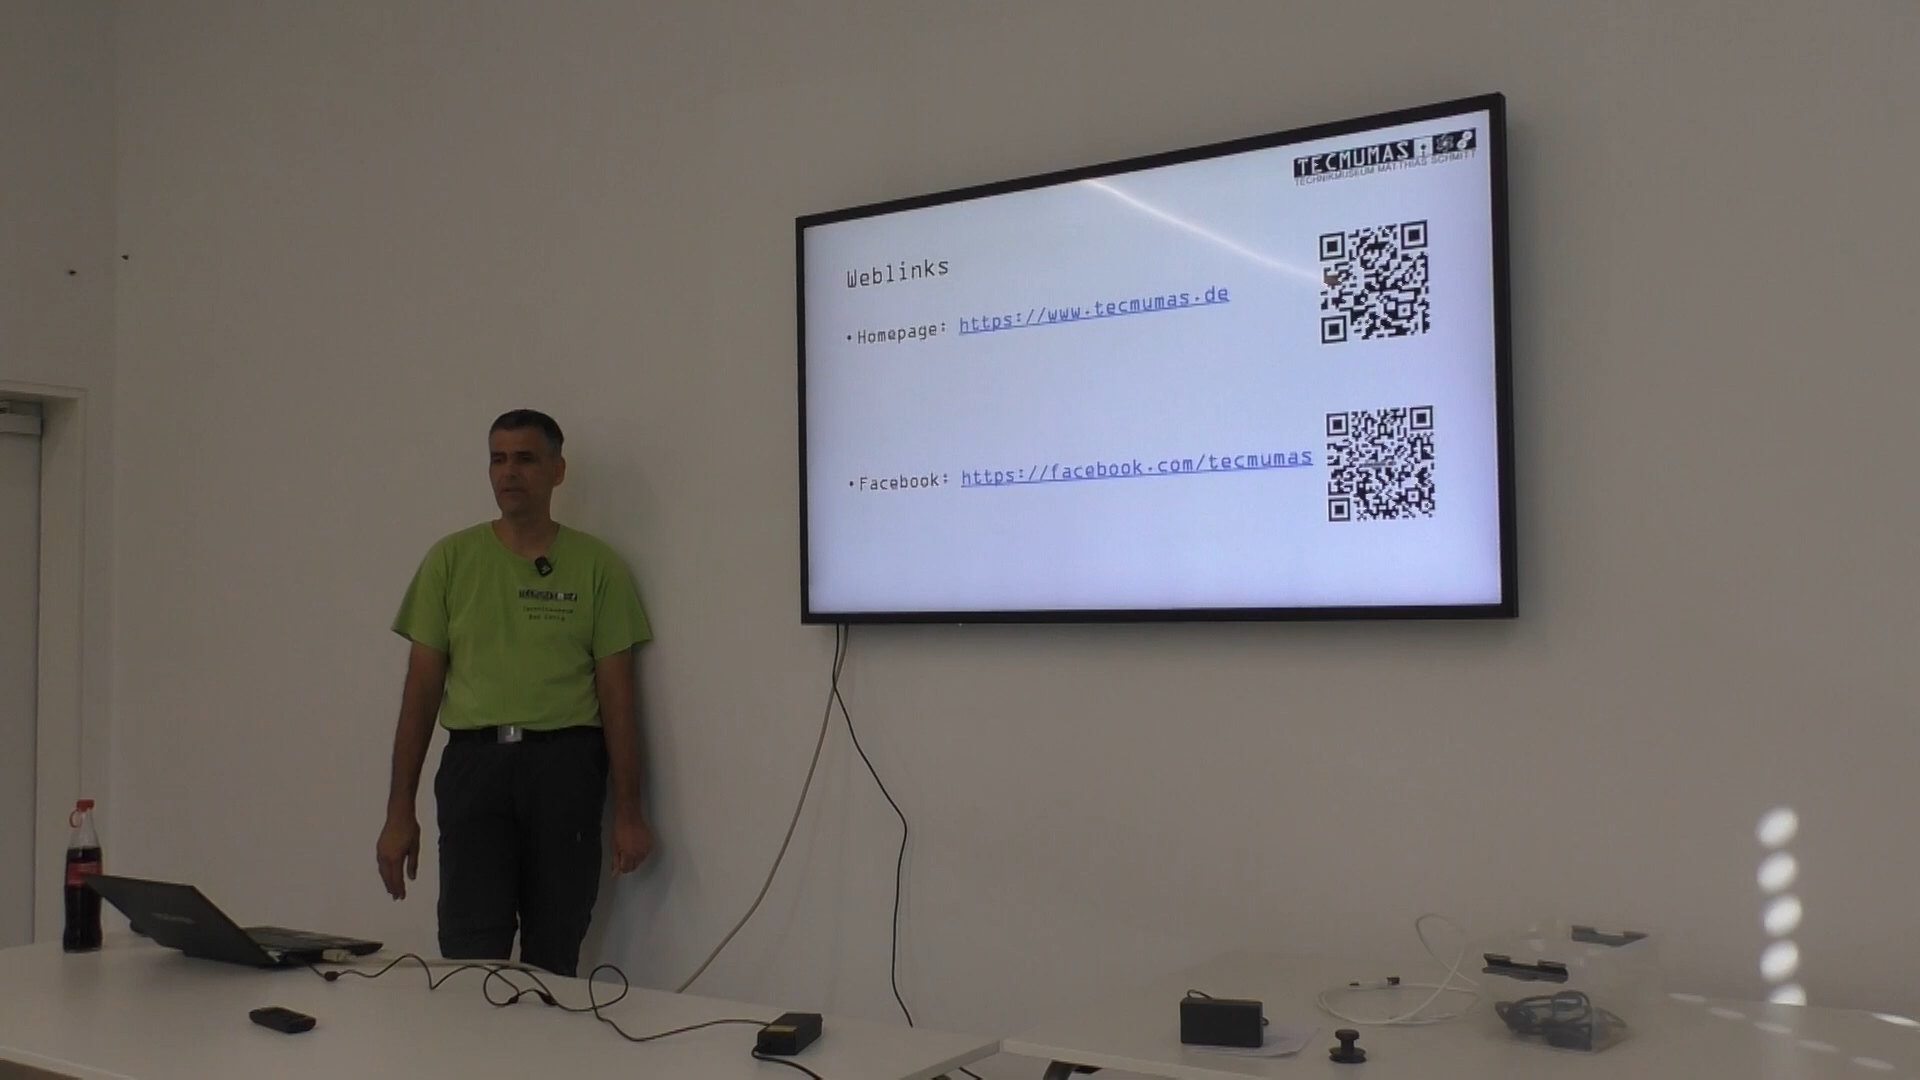 TECMUMAS
TECHNIKMUSEUM MATTHIAS SCHMITT
Weblinks
• Homepage: https://www.tecmumas.de
• Facebook: https://facebook.com/tecmumas